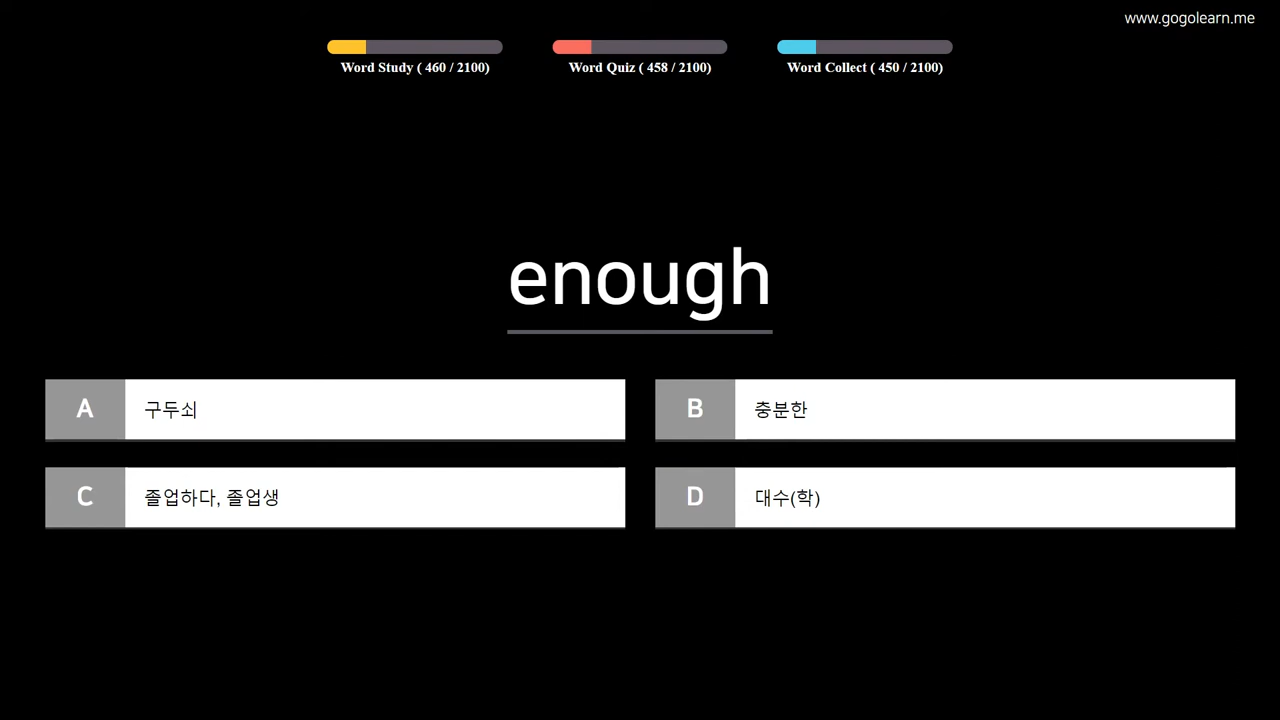 www.gogolearn.me
Word Study ( 460 / 2100)
Word Quiz ( 458 / 2100)
Word Collect ( 450 / 2100)
enough
A 구두쇠
B 충분한
C 졸업하다, 졸업생
D 대수(학)